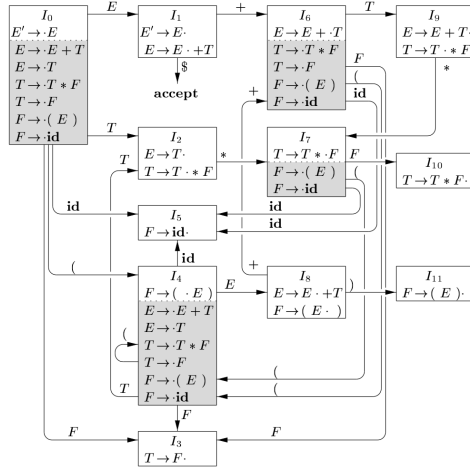 I₀
E′ → ·E
E → ·E + T
E → ·T
T → ·T * F
T → ·F
F → ·( E )
F → ·id
E
I₁
E′ → E·
E → E · + T
$
accept
+
I₆
E → E + · T
T → ·T * F
T → ·F
F → ·( E )
F → ·id
T
I₉
E → E + T·
T → T · * F
F
(
id
*
+
T
I₂
E → T·
T → T · * F
T
*
I₇
T → T * · F
F → ·( E )
F → ·id
F
(
I₁₀
T → T * F·
id
I₅
F → id·
id
id
id
(
I₄
F → ( · E )
E → ·E + T
E → ·T
T → ·T * F
T → ·F
F → ·( E )
F → ·id
E
I₈
E → E · + T
F → ( E · )
)
I₁₁
F → ( E )·
(
T
(
(
F
F
I₃
T → F·
F